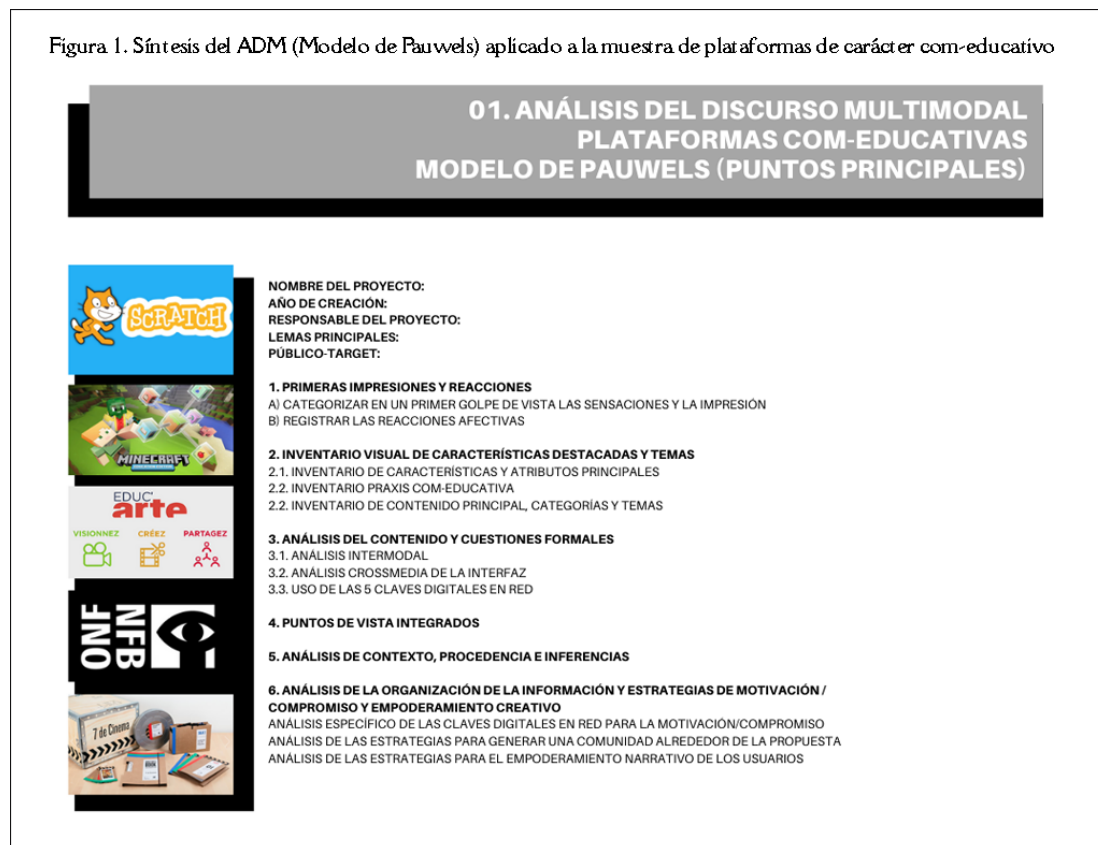 Figura 1. Síntesis del ADM (Modelo de Pauwels) aplicado a la muestra de plataformas de carácter com-educativo
01. ANÁLISIS DEL DISCURSO MULTIMODAL
PLATAFORMAS COM-EDUCATIVAS
MODELO DE PAUWELS (PUNTOS PRINCIPALES)
SCRATCH
MINECRAFT
EDUC'
arte
VISIONNEZ CRÉEZ PARTAGEZ
ONF
NFB
7 de Cinema
NOMBRE DEL PROYECTO:
AÑO DE CREACIÓN:
RESPONSABLE DEL PROYECTO:
LEMAS PRINCIPALES:
PÚBLICO-TARGET:
1. PRIMERAS IMPRESIONES Y REACCIONES
A) CATEGORIZAR EN UN PRIMER GOLPE DE VISTA LAS SENSACIONES Y LA IMPRESIÓN
B) REGISTRAR LAS REACCIONES AFECTIVAS
2. INVENTARIO VISUAL DE CARACTERÍSTICAS DESTACADAS Y TEMAS
2.1. INVENTARIO DE CARACTERÍSTICAS Y ATRIBUTOS PRINCIPALES
2.2. INVENTARIO PRAXIS COM-EDUCATIVA
2.2. INVENTARIO DE CONTENIDO PRINCIPAL, CATEGORÍAS Y TEMAS
3. ANÁLISIS DEL CONTENIDO Y CUESTIONES FORMALES
3.1. ANÁLISIS INTERMODAL
3.2. ANÁLISIS CROSSMEDIA DE LA INTERFAZ
3.3. USO DE LAS 5 CLAVES DIGITALES EN RED
4. PUNTOS DE VISTA INTEGRADOS
5. ANÁLISIS DE CONTEXTO, PROCEDENCIA E INFERENCIAS
6. ANÁLISIS DE LA ORGANIZACIÓN DE LA INFORMACIÓN Y ESTRATEGIAS DE MOTIVACIÓN /
COMPROMISO Y EMPODERAMIENTO CREATIVO
ANÁLISIS ESPECÍFICO DE LAS CLAVES DIGITALES EN RED PARA LA MOTIVACIÓN/COMPROMISO
ANÁLISIS DE LAS ESTRATEGIAS PARA GENERAR UNA COMUNIDAD ALREDEDOR DE LA PROPUESTA
ANÁLISIS DE LAS ESTRATEGIAS PARA EL EMPODERAMIENTO NARRATIVO DE LOS USUARIOS